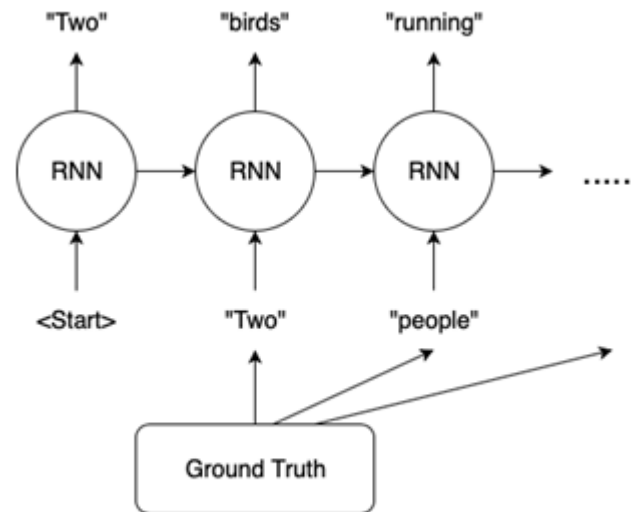 "Two" "birds" "running"
RNN RNN RNN .....
<Start> "Two" "people"
Ground Truth